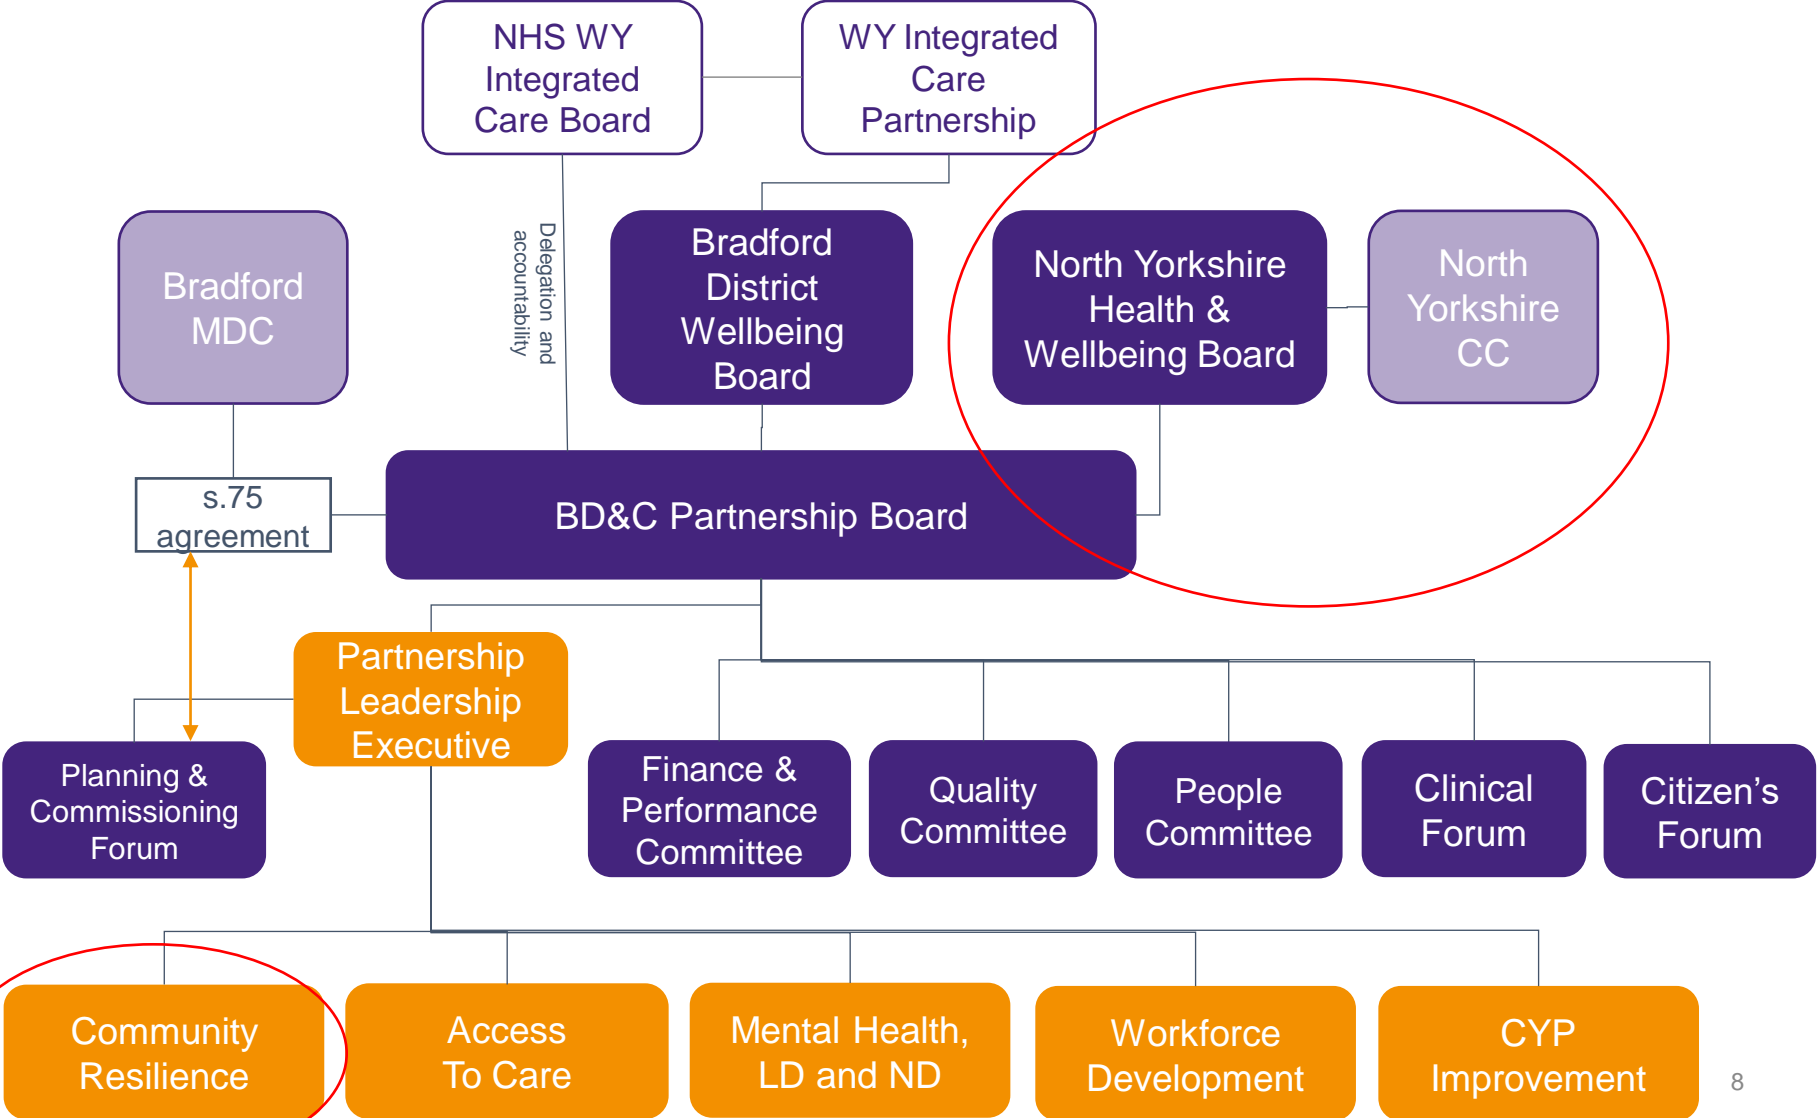 NHS WY
Integrated
Care Board
WY Integrated
Care
Partnership
Bradford
MDC
Delegation and
accountability
Bradford
District
Wellbeing
Board
North Yorkshire
Health &
Wellbeing Board
North
Yorkshire
CC
s.75
agreement
BD&C Partnership Board
Partnership
Leadership
Executive
Planning &
Commissioning
Forum
Finance &
Performance
Committee
Quality
Committee
People
Committee
Clinical
Forum
Citizen’s
Forum
Community
Resilience
Access
To Care
Mental Health,
LD and ND
Workforce
Development
CYP
Improvement
8